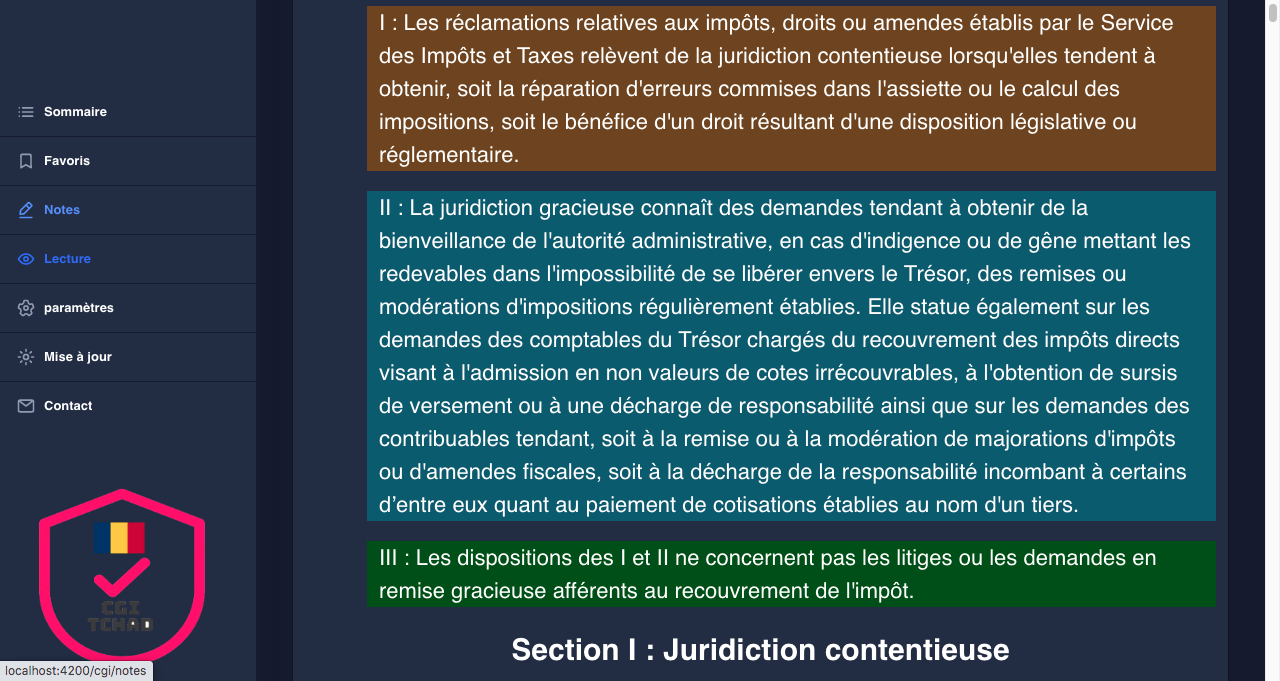 Sommaire
Favoris
Notes
Lecture
paramètres
Mise à jour
Contact
CGI
TCHAD
localhost:4200/cgi/notes
I : Les réclamations relatives aux impôts, droits ou amendes établis par le Service
des Impôts et Taxes relèvent de la juridiction contentieuse lorsqu'elles tendent à
obtenir, soit la réparation d'erreurs commises dans l'assiette ou le calcul des
impositions, soit le bénéfice d'un droit résultant d'une disposition législative ou
réglementaire.
II : La juridiction gracieuse connaît des demandes tendant à obtenir de la
bienveillance de l'autorité administrative, en cas d'indigence ou de gêne mettant les
redevables dans l'impossibilité de se libérer envers le Trésor, des remises ou
modérations d'impositions régulièrement établies. Elle statue également sur les
demandes des comptables du Trésor chargés du recouvrement des impôts directs
visant à l'admission en non valeurs de cotes irrécouvrables, à l'obtention de sursis
de versement ou à une décharge de responsabilité ainsi que sur les demandes des
contribuables tendant, soit à la remise ou à la modération de majorations d'impôts
ou d'amendes fiscales, soit à la décharge de la responsabilité incombant à certains
d’entre eux quant au paiement de cotisations établies au nom d'un tiers.
III : Les dispositions des I et II ne concernent pas les litiges ou les demandes en
remise gracieuse afférents au recouvrement de l'impôt.
Section I : Juridiction contentieuse